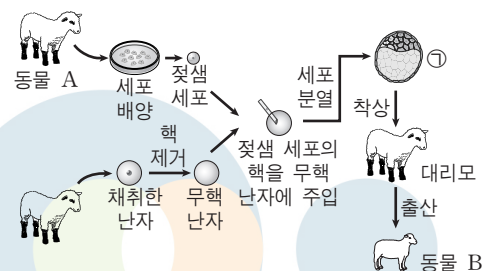 동물 A
세포
배양
젖샘
세포
핵
제거
채취한
난자
무핵
난자
젖샘 세포의
핵을 무핵
난자에 주입
세포
분열
㉠
착상
대리모
출산
동물 B